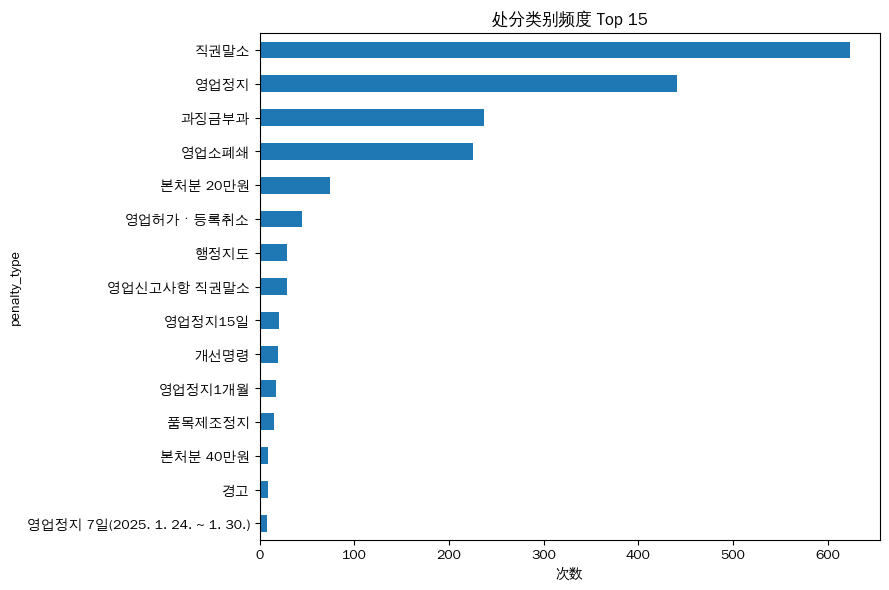 处分类别频度 Top 15
직권말소
영업정지
과징금부과
영업소폐쇄
본처분 20만원
영업허가ㆍ등록취소
행정지도
영업신고사항 직권말소
영업정지15일
개선명령
영업정지1개월
품목제조정지
본처분 40만원
경고
영업정지 7일(2025. 1. 24. ~ 1. 30.)
penalty_type
0 100 200 300 400 500 600
次数